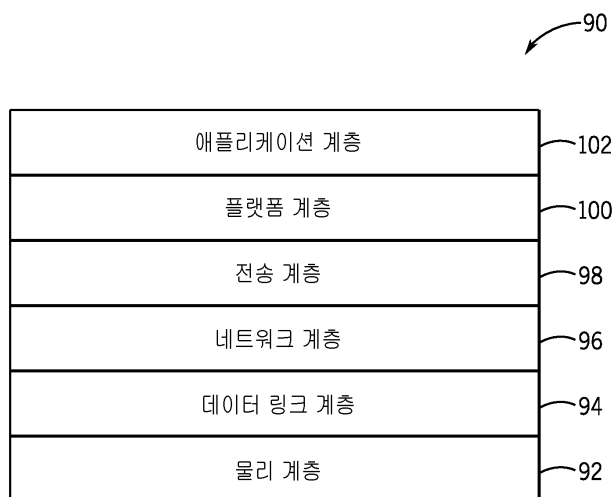 90
애플리케이션 계층 102
플랫폼 계층 100
전송 계층 98
네트워크 계층 96
데이터 링크 계층 94
물리 계층 92